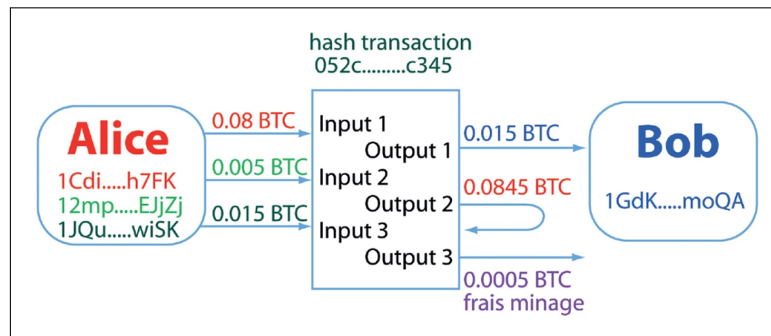 hash transaction
052c.........c345
Alice
1Cdi.....h7FK
12mp.....EJjZj
1JQu.....wiSK
0.08 BTC
0.005 BTC
0.015 BTC
Input 1
Output 1
Input 2
Output 2
Input 3
Output 3
0.015 BTC
0.0845 BTC
0.0005 BTC
frais minage
Bob
1GdK.....moQA